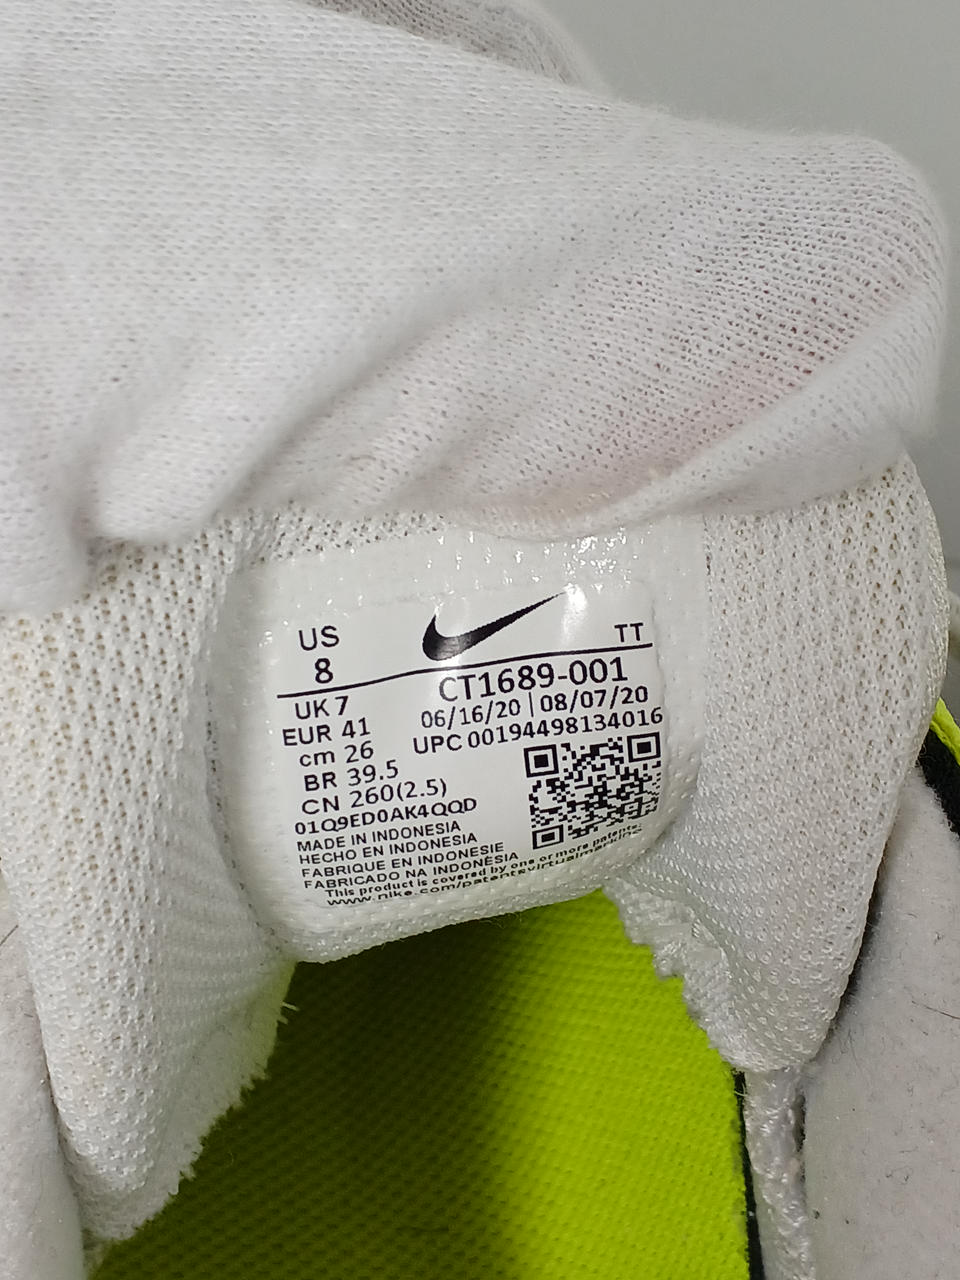 US
8
TT
CT1689-001
UK 7
06/16/20 | 08/07/20
EUR 41
UPC 00194498134016
cm 26
BR 39.5
CN 260(2.5)
01Q9ED0AK4QQD
MADE IN INDONESIA
HECHO EN INDONESIA
FABRIQUE EN INDONESIE
FABRICADO NA INDONÉSIA
This product is covered by one or more patents.
www.nike.com/patentsvirtualmarking